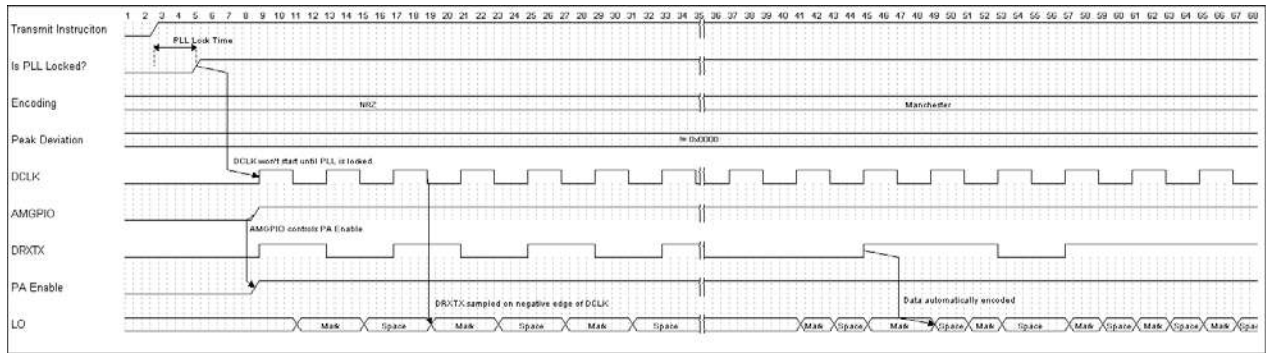 1 2 3 4 5 6 7 8 9 10 11 12 13 14 15 16 17 18 19 20 21 22 23 24 25 26 27 28 29 30 31 32 33 34 35 36 37 38 39 40 41 42 43 44 45 46 47 48 49 50 51 52 53 54 55 56 57 58 59 60 61 62 63 64 65 66 67 68
Transmit Instruciton
PLL Lock Time
Is PLL Locked?
Encoding NRZ Manchester
Peak Deviation != 0x0000
DCLK won't start until PLL is locked
DCLK
AMGPIO
AMGPIO controls PA Enable
DRXTX
PA Enable
DRXTX sampled on negative edge of DCLK Data automatically encoded
LO Mark Space Mark Space Mark Space Mark Space Mark Space Mark Space Mark Space Mark Space Mark Spac